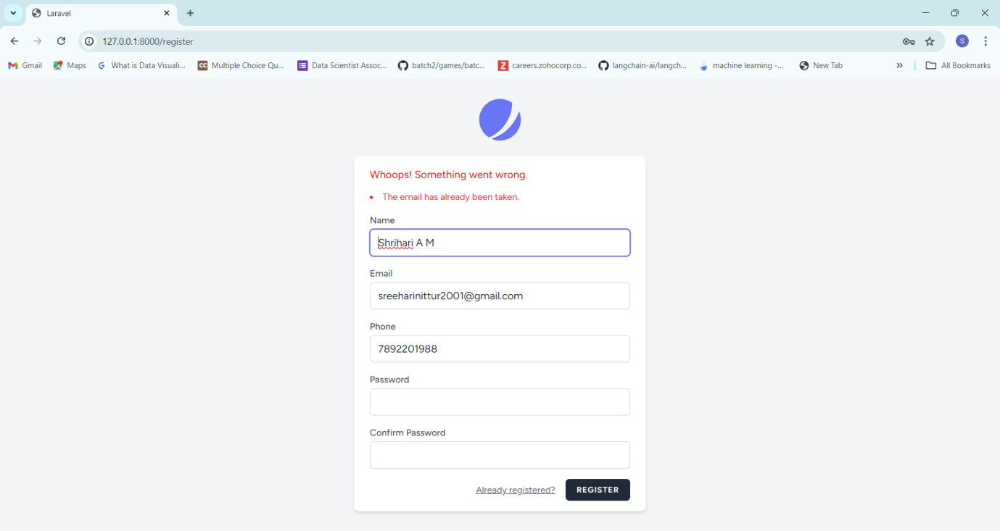 Laravel
127.0.0.1:8000/register
Gmail Maps What is Data Visuali... CC Multiple Choice Qu... Data Scientist Assoc... batch2/games/batc... Z careers.zohocorp.co... langchain-ai/langch... machine learning -... New Tab » All Bookmarks
S
Whoops! Something went wrong.
• The email has already been taken.
Name
Shrihari A M
Email
sreeharinittur2001@gmail.com
Phone
7892201988
Password
Confirm Password
Already registered? REGISTER